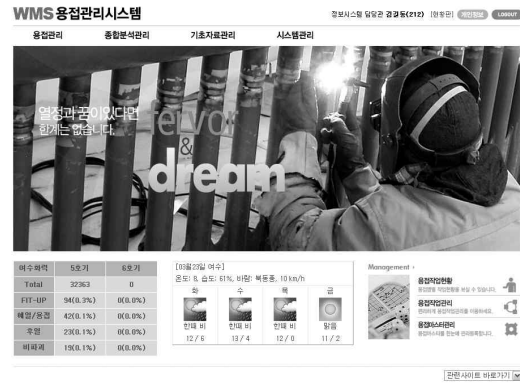 WMS 용접관리시스템
정보시스템 담당관 강길동(212) [현황판] 개인정보 LOGOUT
용접관리 종합분석관리 기초자료관리 시스템관리
열정과 꿈이 있다면
한계는 없습니다.
fervor
&
dream
여수화력 5호기 6호기
Total 32363 0
FIT-UP 94(0.3%) 0(0.0%)
예열/용접 42(0.1%) 0(0.0%)
후열 23(0.1%) 0(0.0%)
비파괴 19(0.1%) 0(0.0%)
[03월23일 여수]
온도: 8, 습도: 61%, 바람: 북동풍, 10 km/h
화 수 목 금
한때 비 한때 비 한때 비 맑음
12 / 6 13 / 4 12 / 0 11 / 2
Management
용접작업현황
용접작업관리
용접마스터관리
관련사이트 바로가기